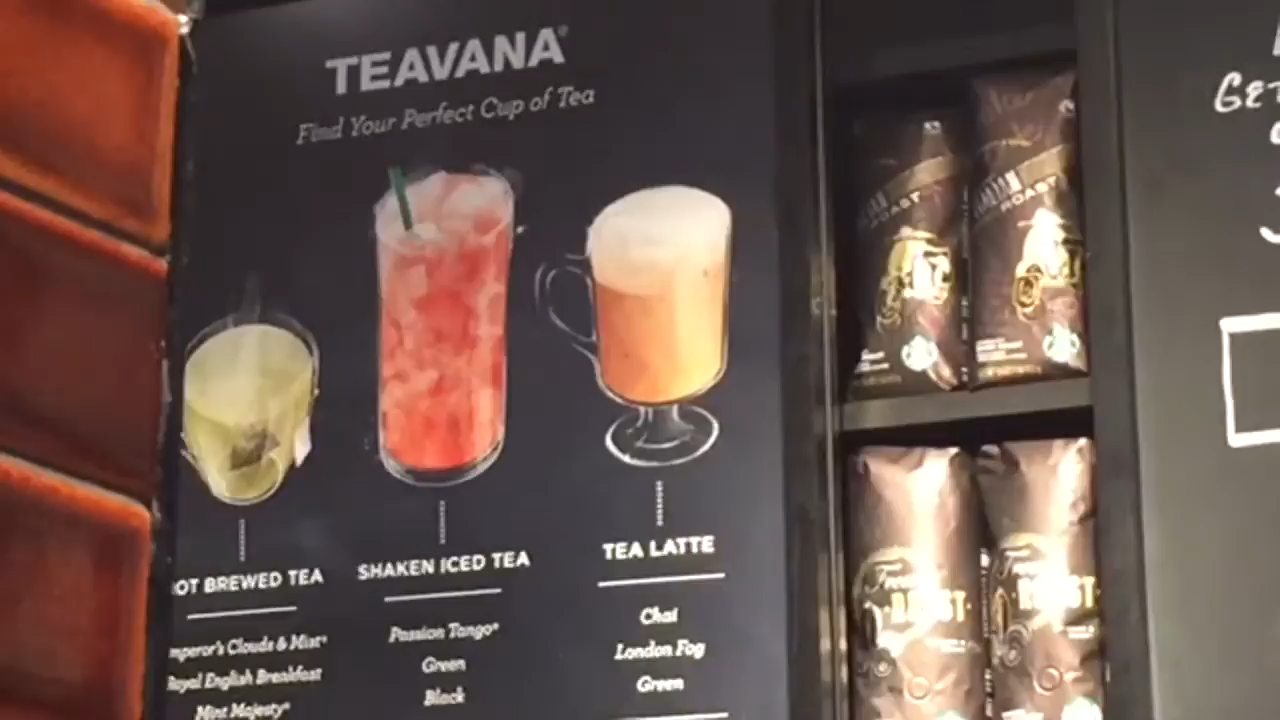 TEAVANA®
Find Your Perfect Cup of Tea
OT BREWED TEA
mperor's Clouds & Mist®
Royal English Breakfast
Mint Majesty®
SHAKEN ICED TEA
Passion Tango®
Green
Black
TEA LATTE
Chai
London Fog
Green
ROAST
ROAST
ROAST
ROAST
GET